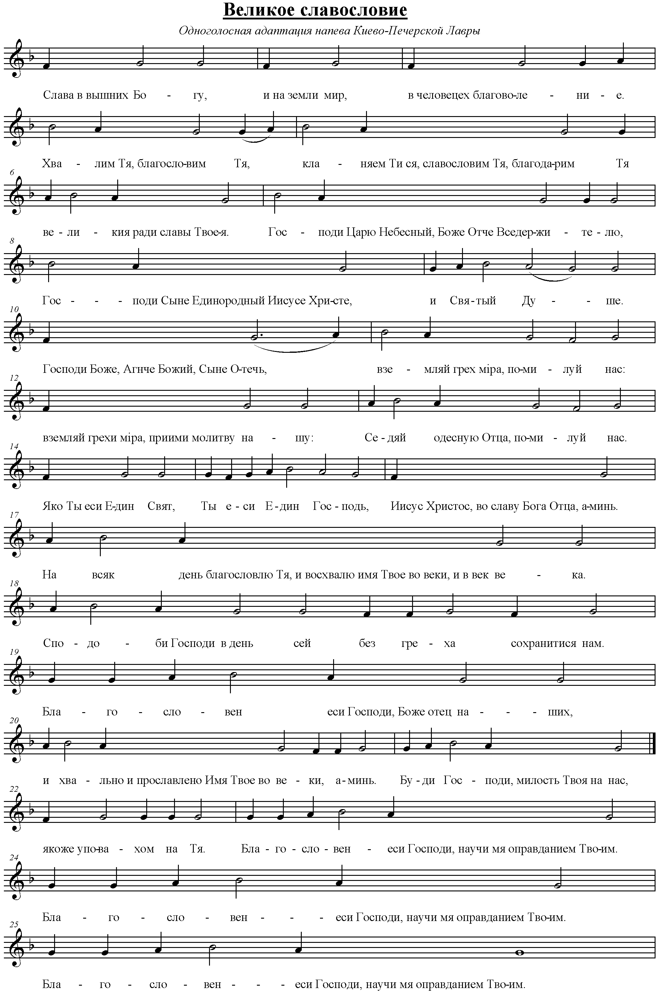 Великое славословие
Одноголосная адаптация напева Киево-Печерской Лавры
Слава в вышних Бо - гу, и на земли мир, в человецех благово-ле - ни - е.
Хва - лим Тя, благосло-вим Тя, кла - няем Ти ся, славословим Тя, благода-рим Тя
6
ве - ли - кия ради славы Твое-я. Гос - поди Царю Небесный, Боже Отче Вседер-жи - те - лю,
8
Гос - - - поди Сыне Единородный Иисусе Хри-сте, и Свя-тый Ду - - ше.
10
Господи Боже, Агнче Божий, Сыне О-течь, взе - мляй грех мiра, по-ми - луй нас:
12
вземляй грехи мiра, приими молитву на - шу: Се - дяй одесную Отца, по-ми - луй нас.
14
Яко Ты еси Е-дин Свят, Ты е - си Е - дин Гос - подь, Иисус Христос, во славу Бога Отца, а-минь.
17
На всяк день благословлю Тя, и восхвалю имя Твое во веки, и в век ве - ка.
18
Спо - до - би Господи в день сей без гре - ха сохранитися нам.
19
Бла - го - сло - вен еси Господи, Боже отец на - - - ших,
20
и хва - льно и прославлено Имя Твое во ве - ки, а-минь. Бу - ди Гос - поди, милость Твоя на нас,
22
якоже упо-ва - хом на Тя. Бла - го - сло - вен - еси Господи, научи мя оправданием Тво-им.
24
Бла - го - сло - вен - - - еси Господи, научи мя оправданием Тво-им.
25
Бла - го - сло - вен - - - еси Господи, научи мя оправданием Тво-им.